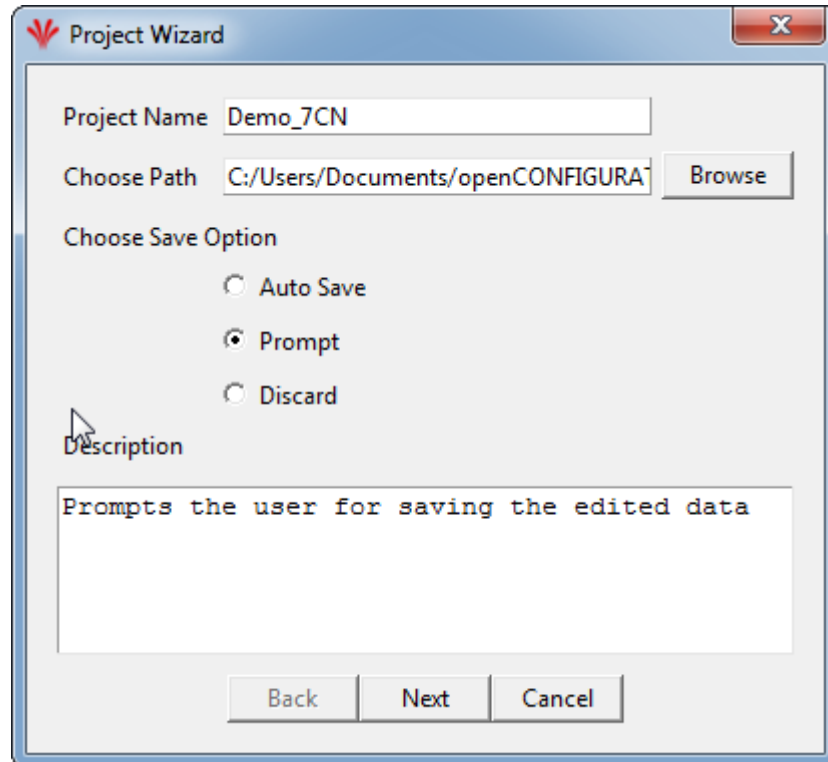 Project Wizard
Project Name Demo_7CN
Choose Path C:/Users/Documents/openCONFIGURAT Browse
Choose Save Option
Auto Save
Prompt
Discard
Description
Prompts the user for saving the edited data
Back Next Cancel